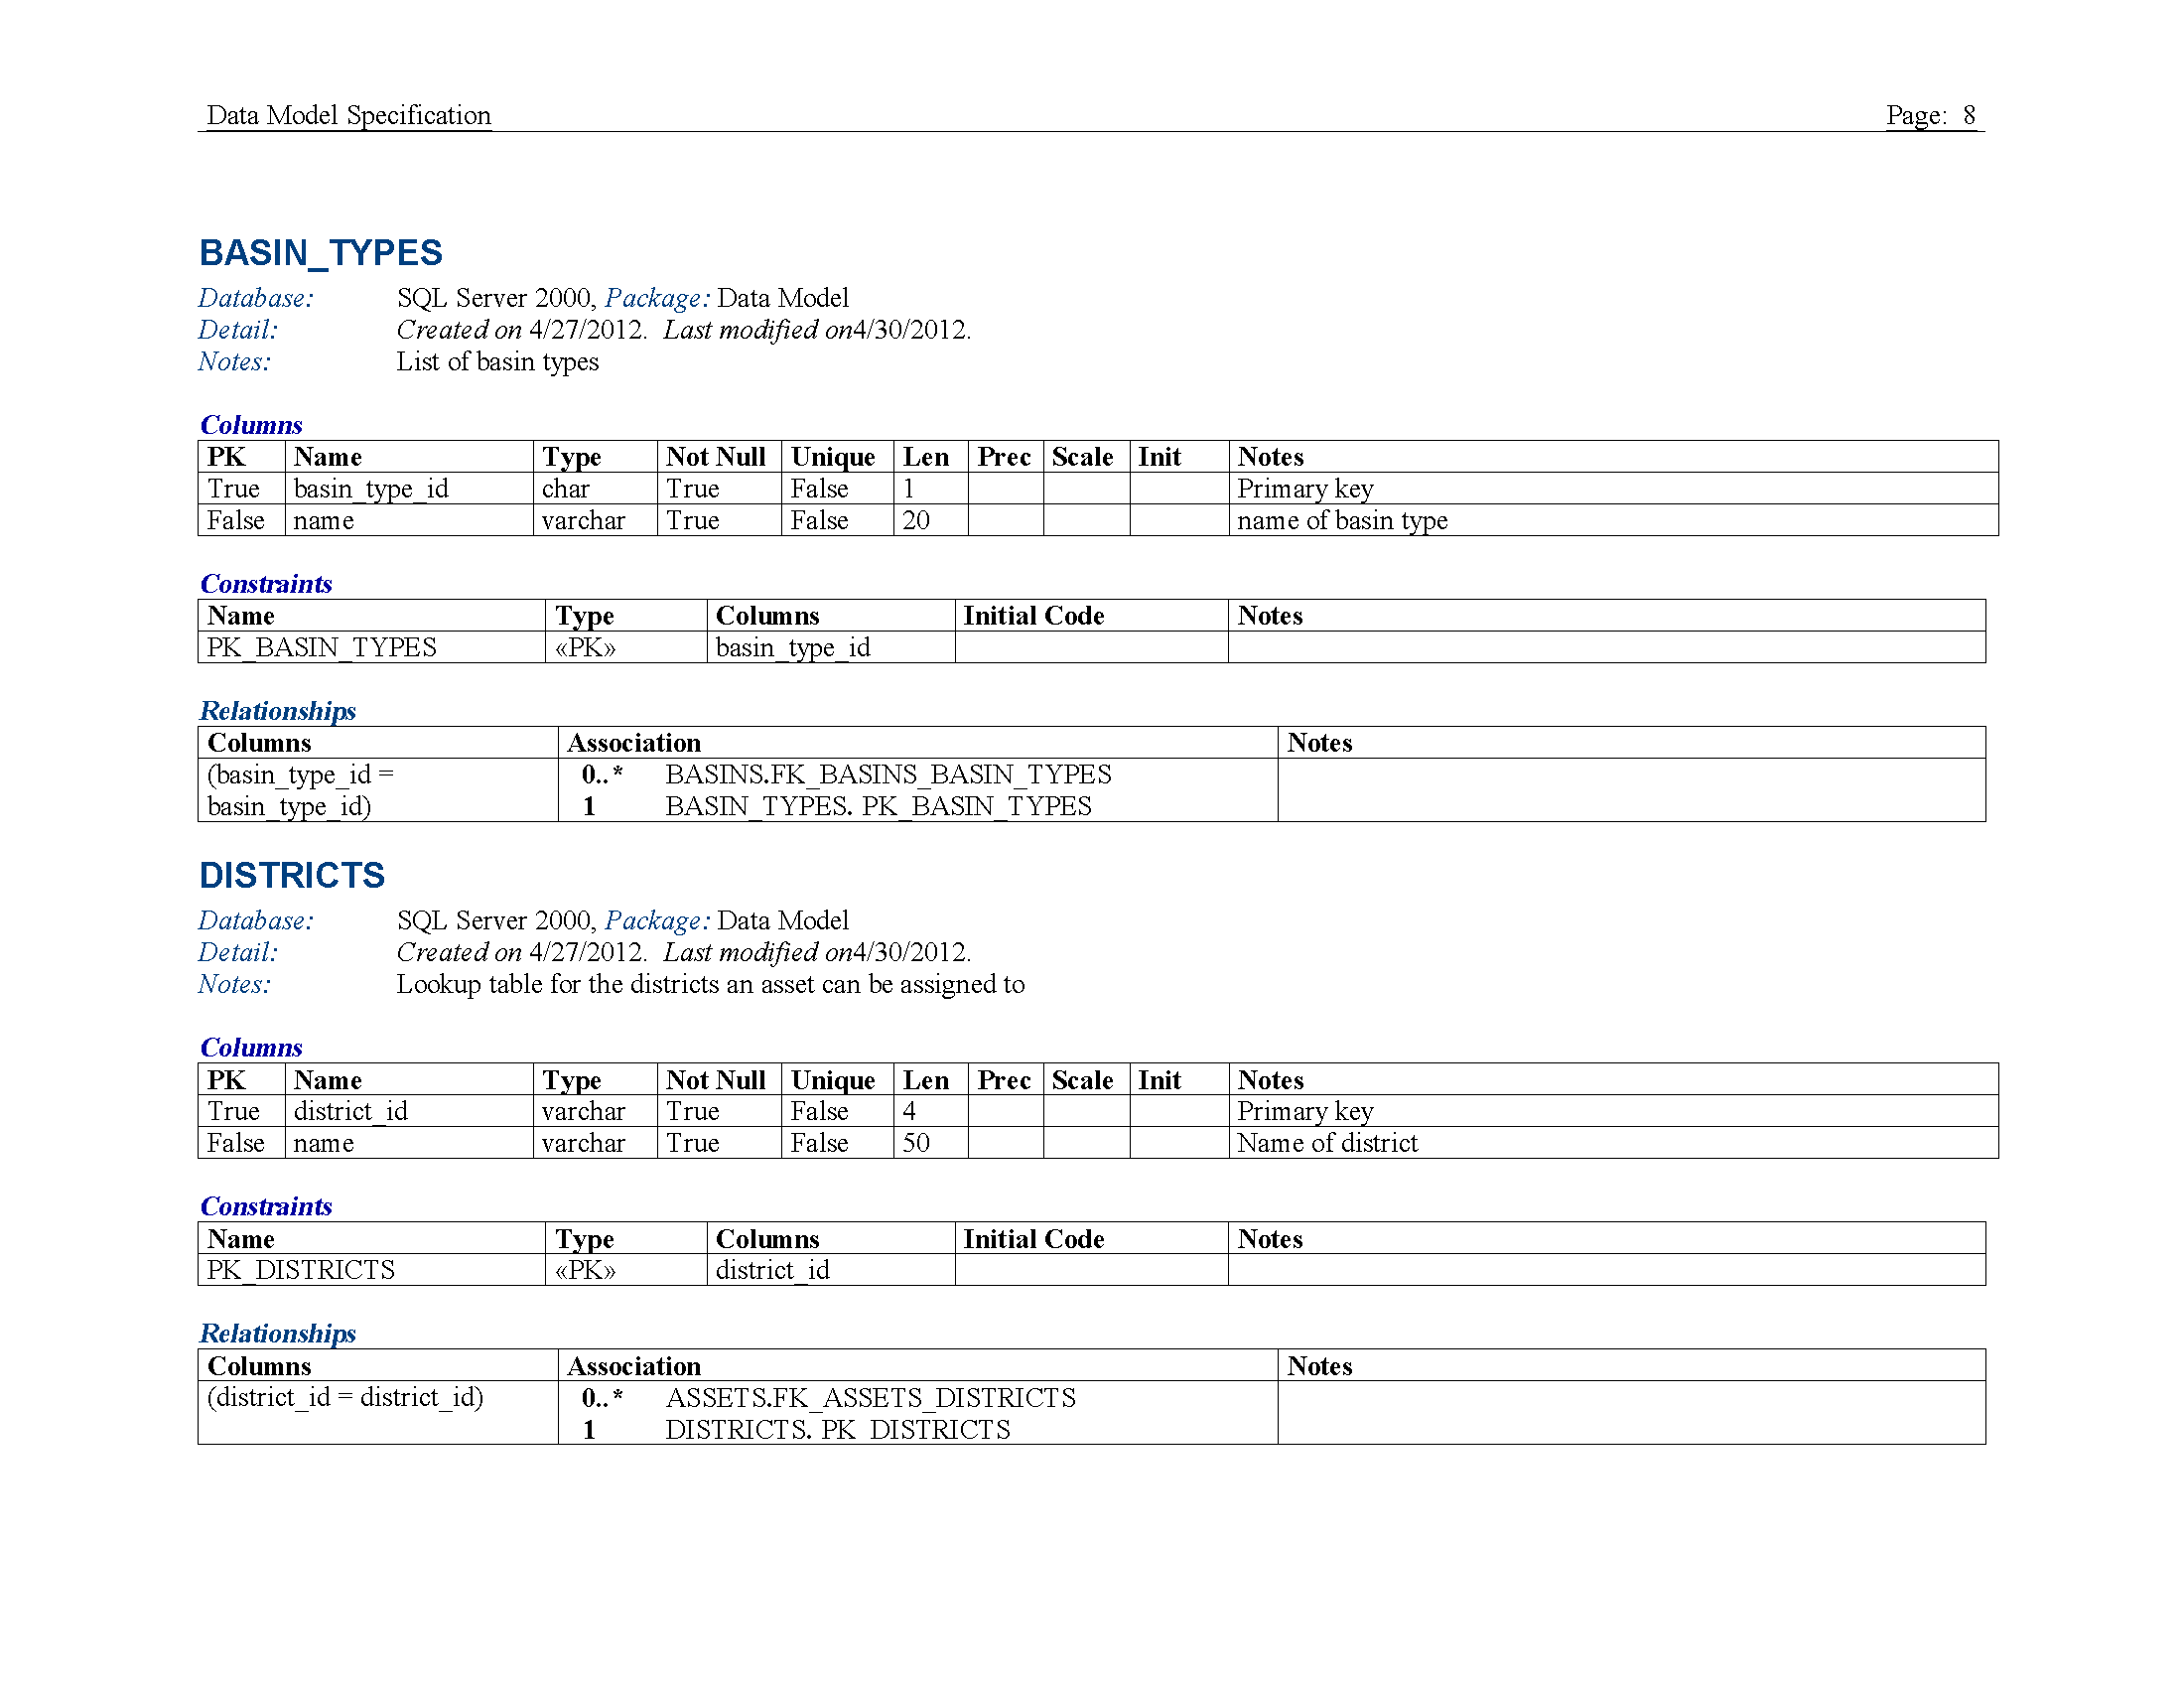 Data Model Specification Page: 8
BASIN_TYPES
Database: SQL Server 2000, Package: Data Model
Detail: Created on 4/27/2012. Last modified on4/30/2012.
Notes: List of basin types
Columns
PK Name Type Not Null Unique Len Prec Scale Init Notes
True basin_type_id char True False 1 Primary key
False name varchar True False 20 name of basin type
Constraints
Name Type Columns Initial Code Notes
PK_BASIN_TYPES «PK» basin_type_id
Relationships
Columns Association Notes
(basin_type_id = 0..* BASINS.FK_BASINS_BASIN_TYPES
basin_type_id) 1 BASIN_TYPES. PK_BASIN_TYPES
DISTRICTS
Database: SQL Server 2000, Package: Data Model
Detail: Created on 4/27/2012. Last modified on4/30/2012.
Notes: Lookup table for the districts an asset can be assigned to
Columns
PK Name Type Not Null Unique Len Prec Scale Init Notes
True district_id varchar True False 4 Primary key
False name varchar True False 50 Name of district
Constraints
Name Type Columns Initial Code Notes
PK_DISTRICTS «PK» district_id
Relationships
Columns Association Notes
(district_id = district_id) 0..* ASSETS.FK_ASSETS_DISTRICTS
1 DISTRICTS. PK_DISTRICTS